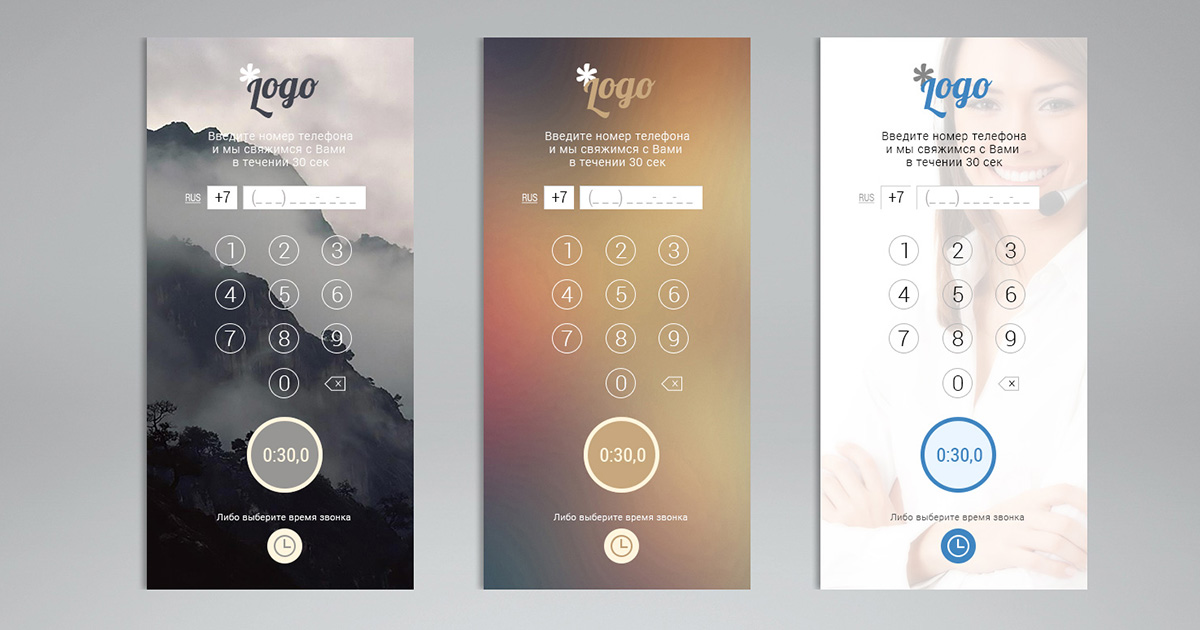 *Logo
Введите номер телефона
и мы свяжимся с Вами
в течении 30 сек
RUS +7 (_ _ _) _ _ _-_ _-_ _
1 2 3
4 5 6
7 8 9
0 ×
0:30,0
Либо выберите время звонка
*Logo
Введите номер телефона
и мы свяжимся с Вами
в течении 30 сек
RUS +7 (_ _ _) _ _ _-_ _-_ _
1 2 3
4 5 6
7 8 9
0 ×
0:30,0
Либо выберите время звонка
*Logo
Введите номер телефона
и мы свяжимся с Вами
в течении 30 сек
RUS +7 (_ _ _) _ _ _-_ _-_ _
1 2 3
4 5 6
7 8 9
0 ×
0:30,0
Либо выберите время звонка